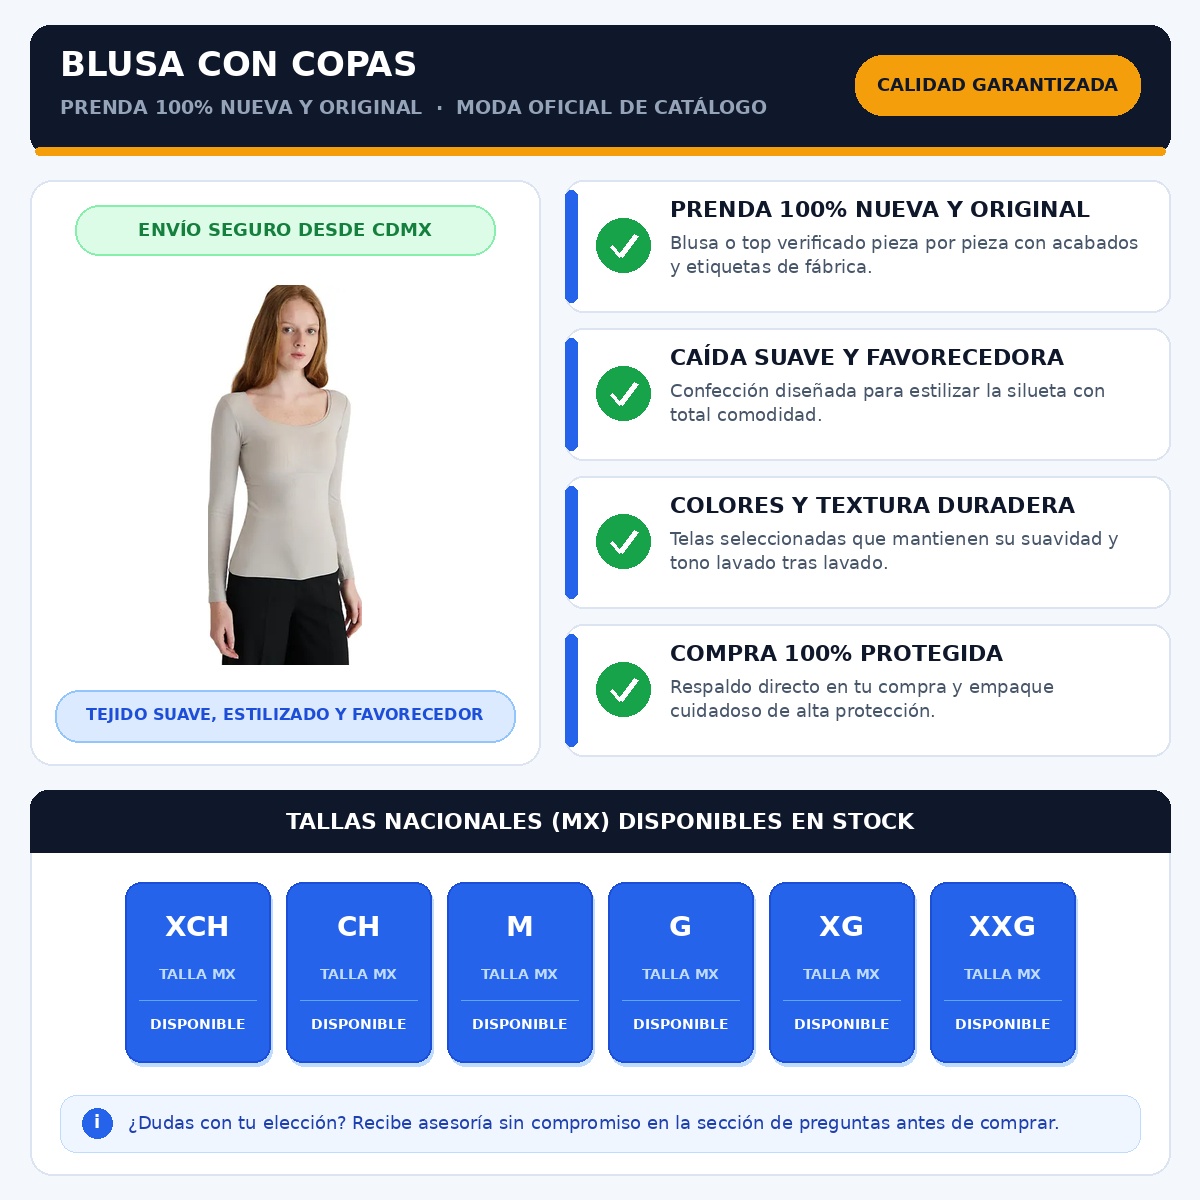 BLUSA CON COPAS
PRENDA 100% NUEVA Y ORIGINAL · MODA OFICIAL DE CATÁLOGO
CALIDAD GARANTIZADA
ENVÍO SEGURO DESDE CDMX
TEJIDO SUAVE, ESTILIZADO Y FAVORECEDOR
PRENDA 100% NUEVA Y ORIGINAL
Blusa o top verificado pieza por pieza con acabados
y etiquetas de fábrica.
CAÍDA SUAVE Y FAVORECEDORA
Confección diseñada para estilizar la silueta con
total comodidad.
COLORES Y TEXTURA DURADERA
Telas seleccionadas que mantienen su suavidad y
tono lavado tras lavado.
COMPRA 100% PROTEGIDA
Respaldo directo en tu compra y empaque
cuidadoso de alta protección.
TALLAS NACIONALES (MX) DISPONIBLES EN STOCK
XCH
TALLA MX
DISPONIBLE
CH
TALLA MX
DISPONIBLE
M
TALLA MX
DISPONIBLE
G
TALLA MX
DISPONIBLE
XG
TALLA MX
DISPONIBLE
XXG
TALLA MX
DISPONIBLE
i
¿Dudas con tu elección? Recibe asesoría sin compromiso en la sección de preguntas antes de comprar.